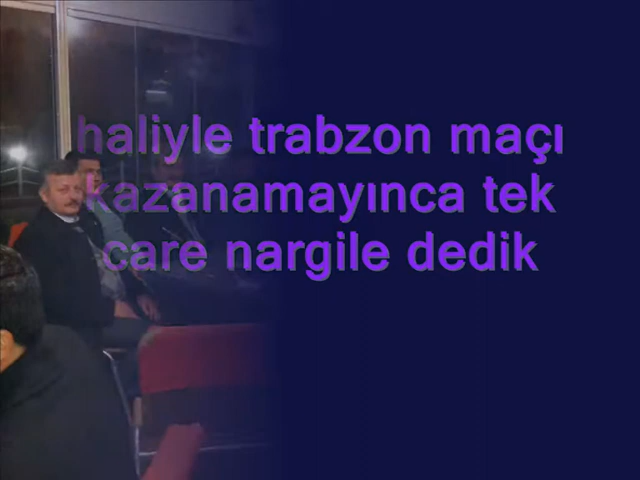 haliyle trabzon maçı
kazanamayınca tek
care nargile dedik